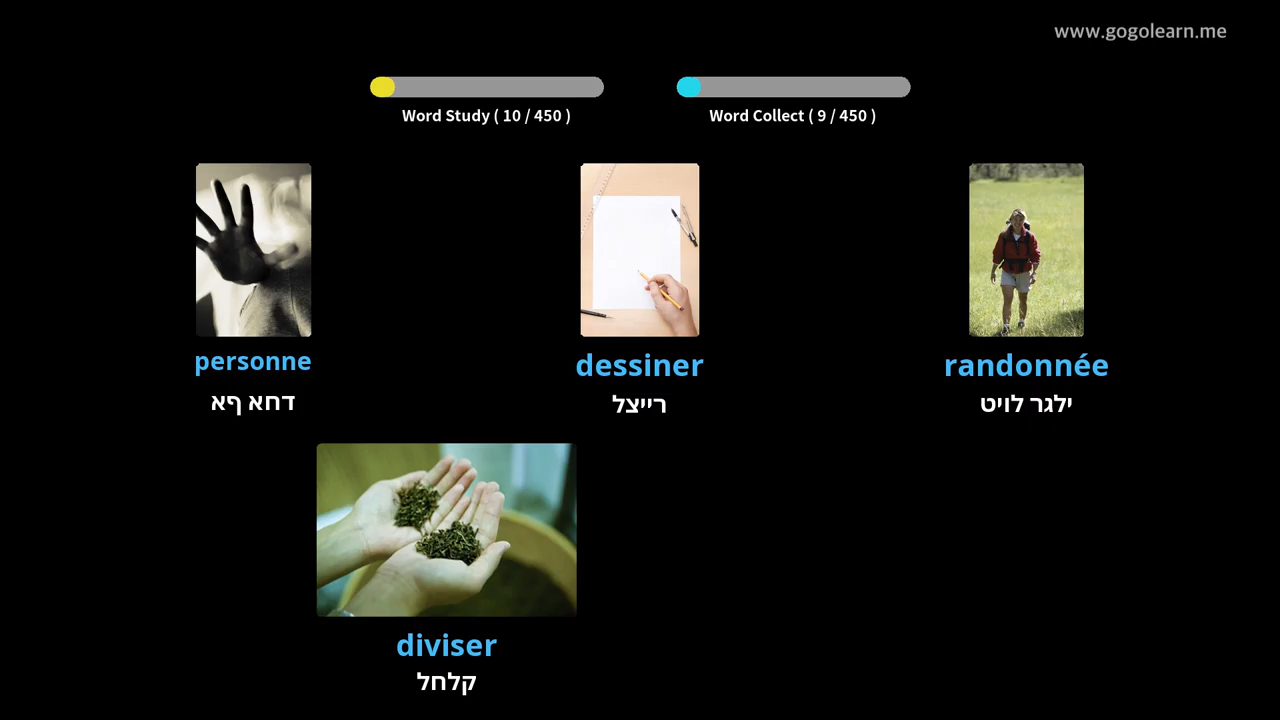 www.gogolearn.me
Word Study ( 10 / 450 )
Word Collect ( 9 / 450 )
personne
דחא ףא
dessiner
רייצל
randonnée
ילגר לויט
diviser
קלחל